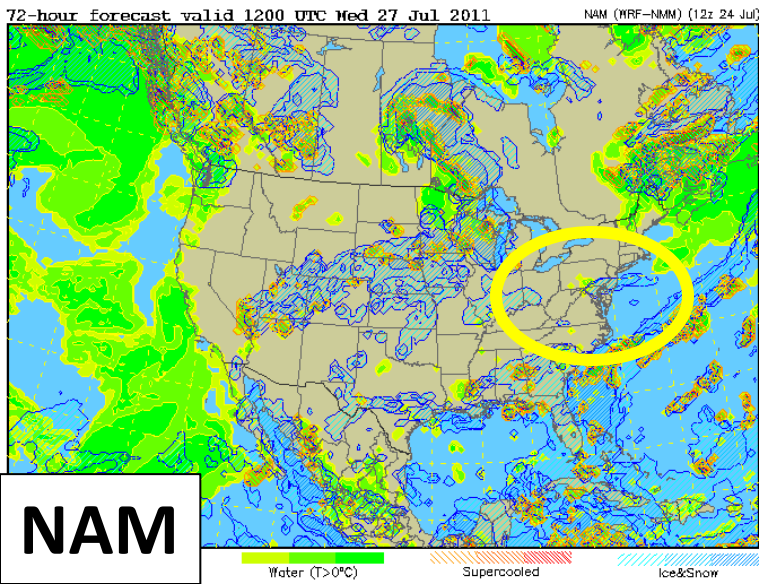 72-hour forecast valid 1200 UTC Wed 27 Jul 2011
NAM (WRF-NMM) (12z 24 Jul)
NAM
Water (T>0°C)
Supercooled
Ice&Snow